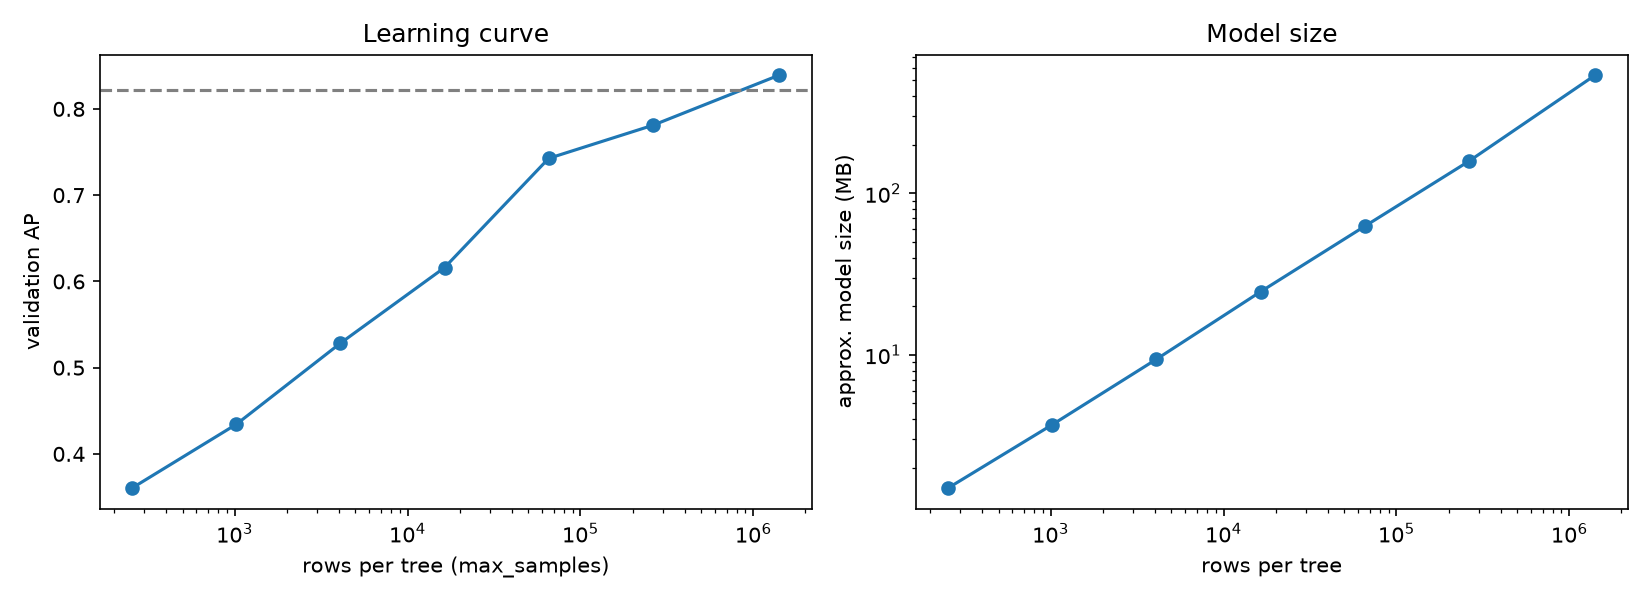 Learning curve
validation AP
0.8
0.7
0.6
0.5
0.4
10³
10⁴
10⁵
10⁶
rows per tree (max_samples)
Model size
approx. model size (MB)
10²
10¹
10³
10⁴
10⁵
10⁶
rows per tree